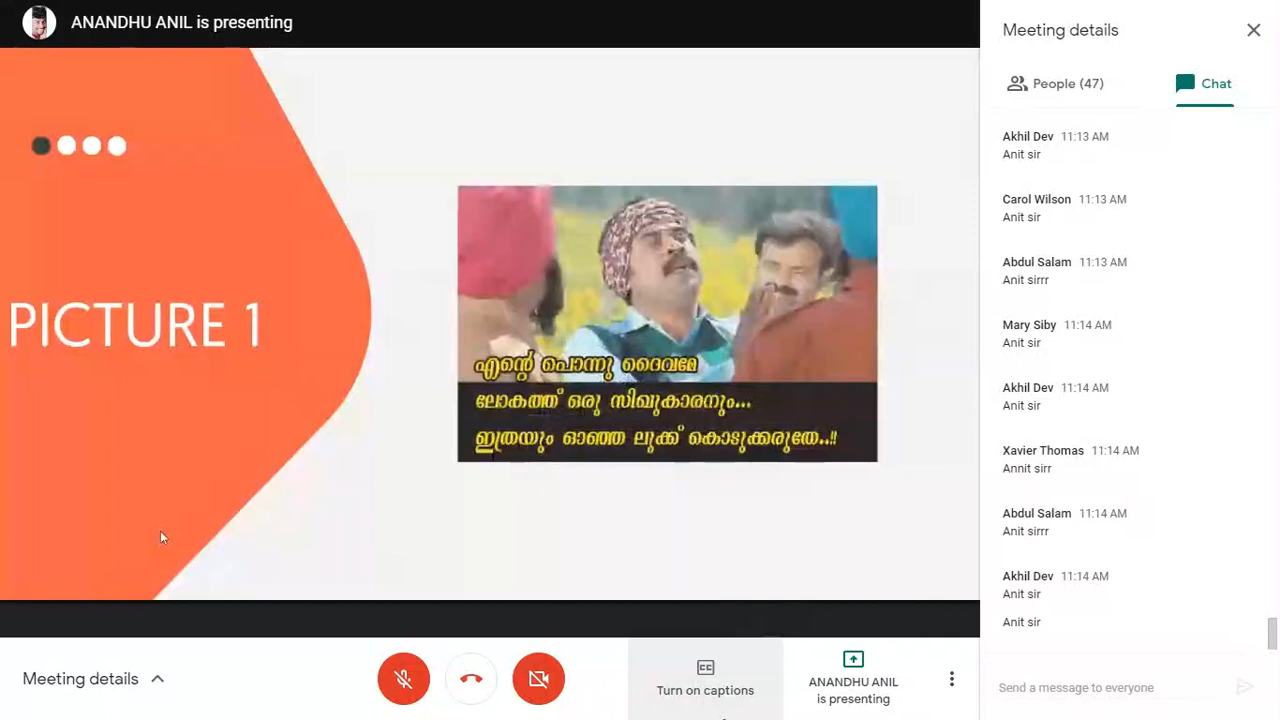 ANANDHU ANIL is presenting
PICTURE 1
എന്റെ പൊന്നു ദൈവമേ
ലോകത്ത് ഒരു സിഖുകാരനും...
ഇത്രയും ഓഞ്ഞ ലുക്ക് കൊടുക്കരുതേ..!!
Meeting details
Turn on captions
ANANDHU ANIL
is presenting
Meeting details
People (47)
Chat
Akhil Dev 11:13 AM
Anit sir
Carol Wilson 11:13 AM
Anit sir
Abdul Salam 11:13 AM
Anit sirrr
Mary Siby 11:14 AM
Anit sir
Akhil Dev 11:14 AM
Anit sir
Xavier Thomas 11:14 AM
Annit sirr
Abdul Salam 11:14 AM
Anit sirrr
Akhil Dev 11:14 AM
Anit sir
Anit sir
Send a message to everyone